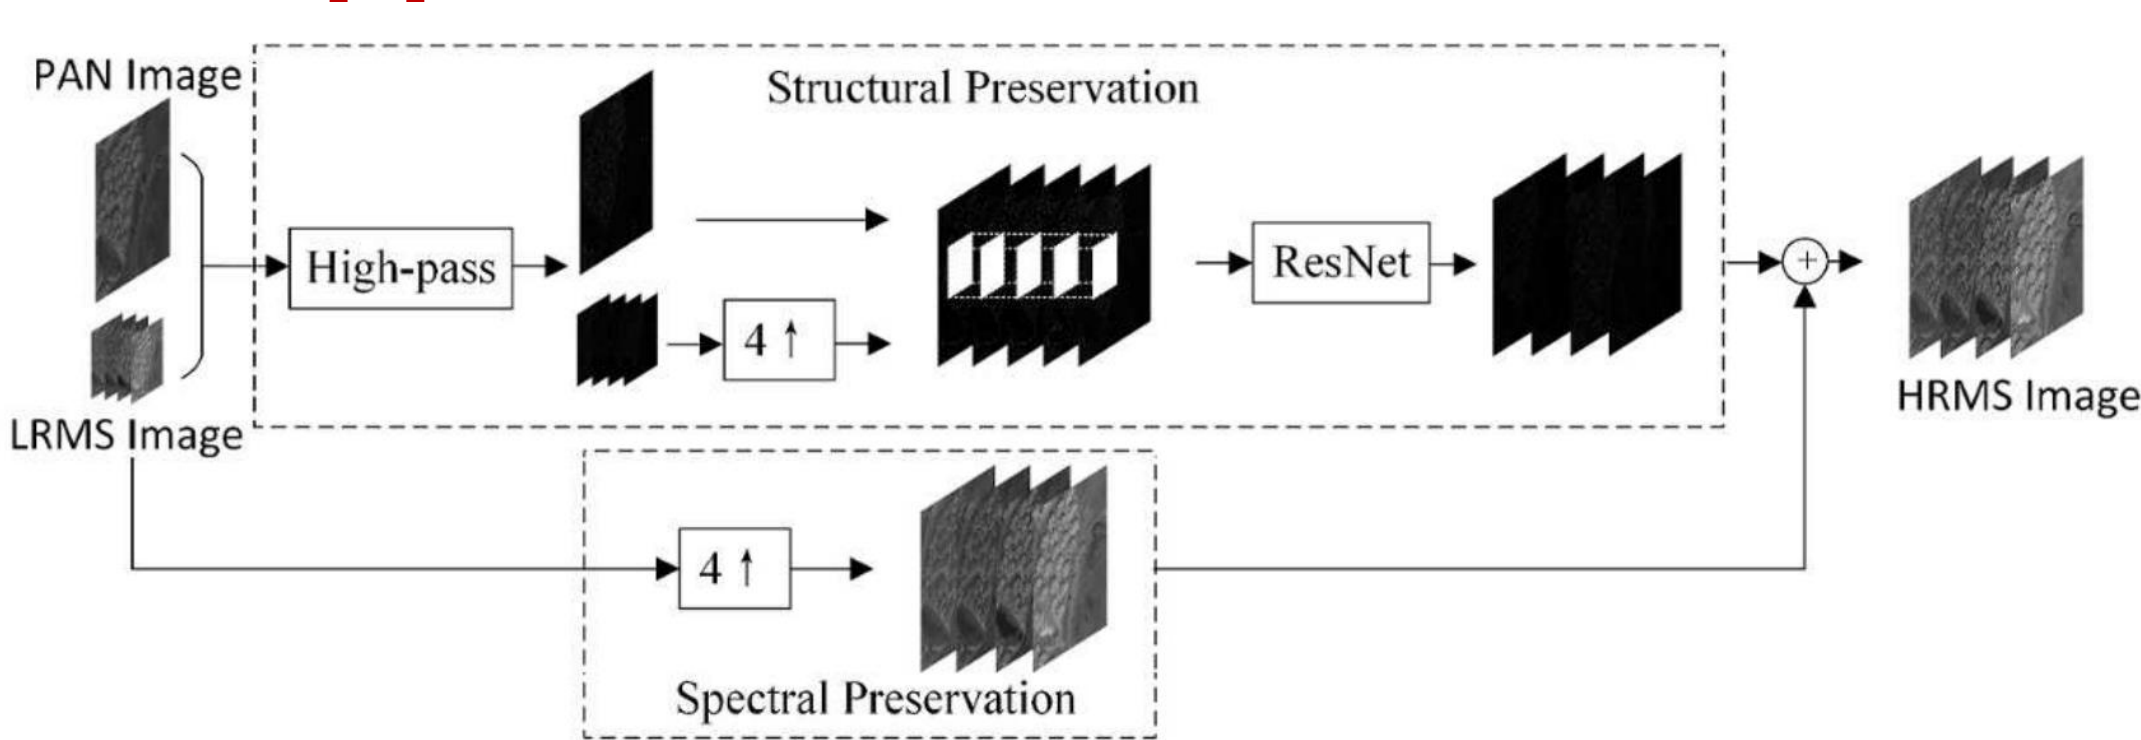 PAN Image
Structural Preservation
High-pass
4 ↑
ResNet
+
HRMS Image
LRMS Image
4 ↑
Spectral Preservation